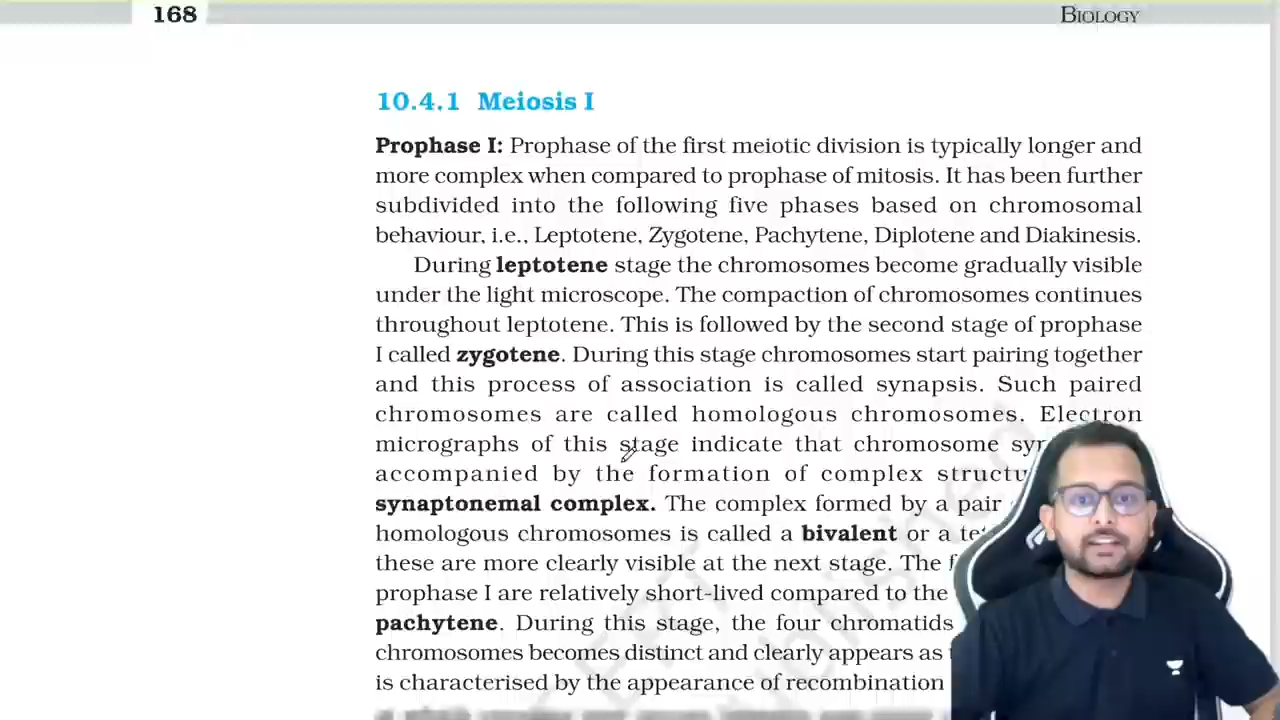 168
BIOLOGY
10.4.1 Meiosis I
Prophase I: Prophase of the first meiotic division is typically longer and
more complex when compared to prophase of mitosis. It has been further
subdivided into the following five phases based on chromosomal
behaviour, i.e., Leptotene, Zygotene, Pachytene, Diplotene and Diakinesis.
During leptotene stage the chromosomes become gradually visible
under the light microscope. The compaction of chromosomes continues
throughout leptotene. This is followed by the second stage of prophase
I called zygotene. During this stage chromosomes start pairing together
and this process of association is called synapsis. Such paired
chromosomes are called homologous chromosomes. Electron
micrographs of this stage indicate that chromosome
accompanied by the formation of complex
synaptonemal complex. The complex formed by a pair
homologous chromosomes is called a bivalent or a
these are more clearly visible at the next stage. The
prophase I are relatively short-lived compared to the
pachytene. During this stage, the four chromatids
chromosomes becomes distinct and clearly appears as
is characterised by the appearance of recombination